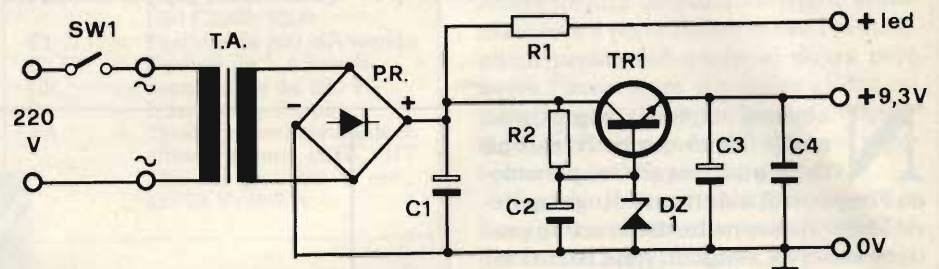 SW1
T.A.
220
V
~
~
P.R.
-
+
C1
R1
R2
C2
TR1
DZ
1
C3
C4
+ led
+9,3V
0V